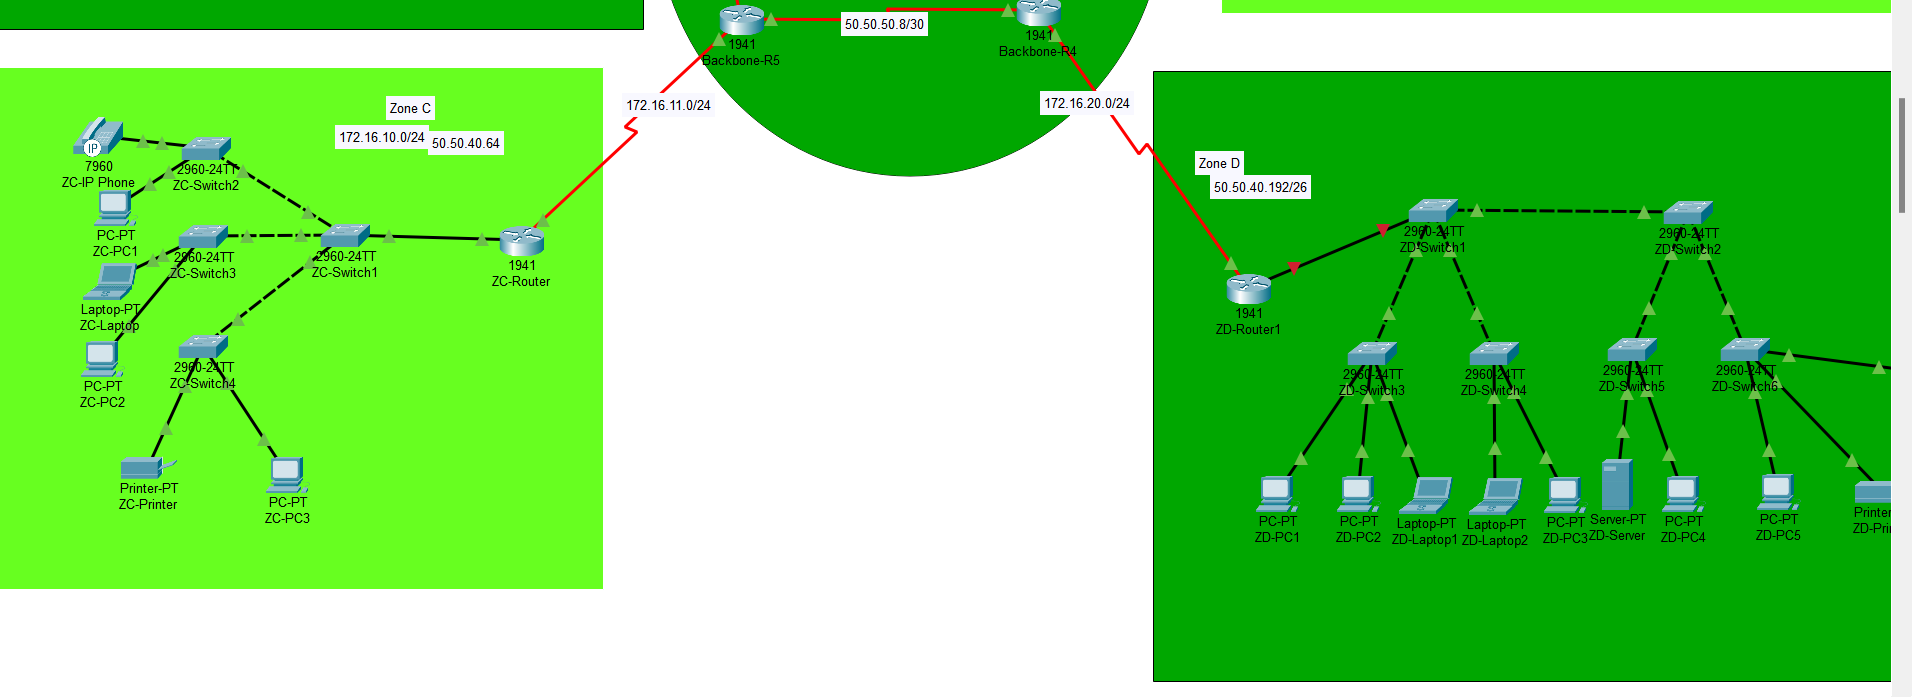 50.50.50.8/30
1941
Backbone-R5
1941
Backbone-R4
172.16.11.0/24
172.16.20.0/24
Zone C
172.16.10.0/24
50.50.40.64
IP
7960
ZC-IP Phone
2960-24TT
ZC-Switch2
PC-PT
ZC-PC1
2960-24TT
ZC-Switch3
2960-24TT
ZC-Switch1
1941
ZC-Router
Laptop-PT
ZC-Laptop
PC-PT
ZC-PC2
2960-24TT
ZC-Switch4
Printer-PT
ZC-Printer
PC-PT
ZC-PC3
Zone D
50.50.40.192/26
2960-24TT
ZD-Switch1
2960-24TT
ZD-Switch2
1941
ZD-Router1
2960-24TT
ZD-Switch3
2960-24TT
ZD-Switch4
2960-24TT
ZD-Switch5
2960-24TT
ZD-Switch6
PC-PT
ZD-PC1
PC-PT
ZD-PC2
Laptop-PT
ZD-Laptop1
Laptop-PT
ZD-Laptop2
PC-PT
ZD-PC3
Server-PT
ZD-Server
PC-PT
ZD-PC4
PC-PT
ZD-PC5
Printer
ZD-Prin